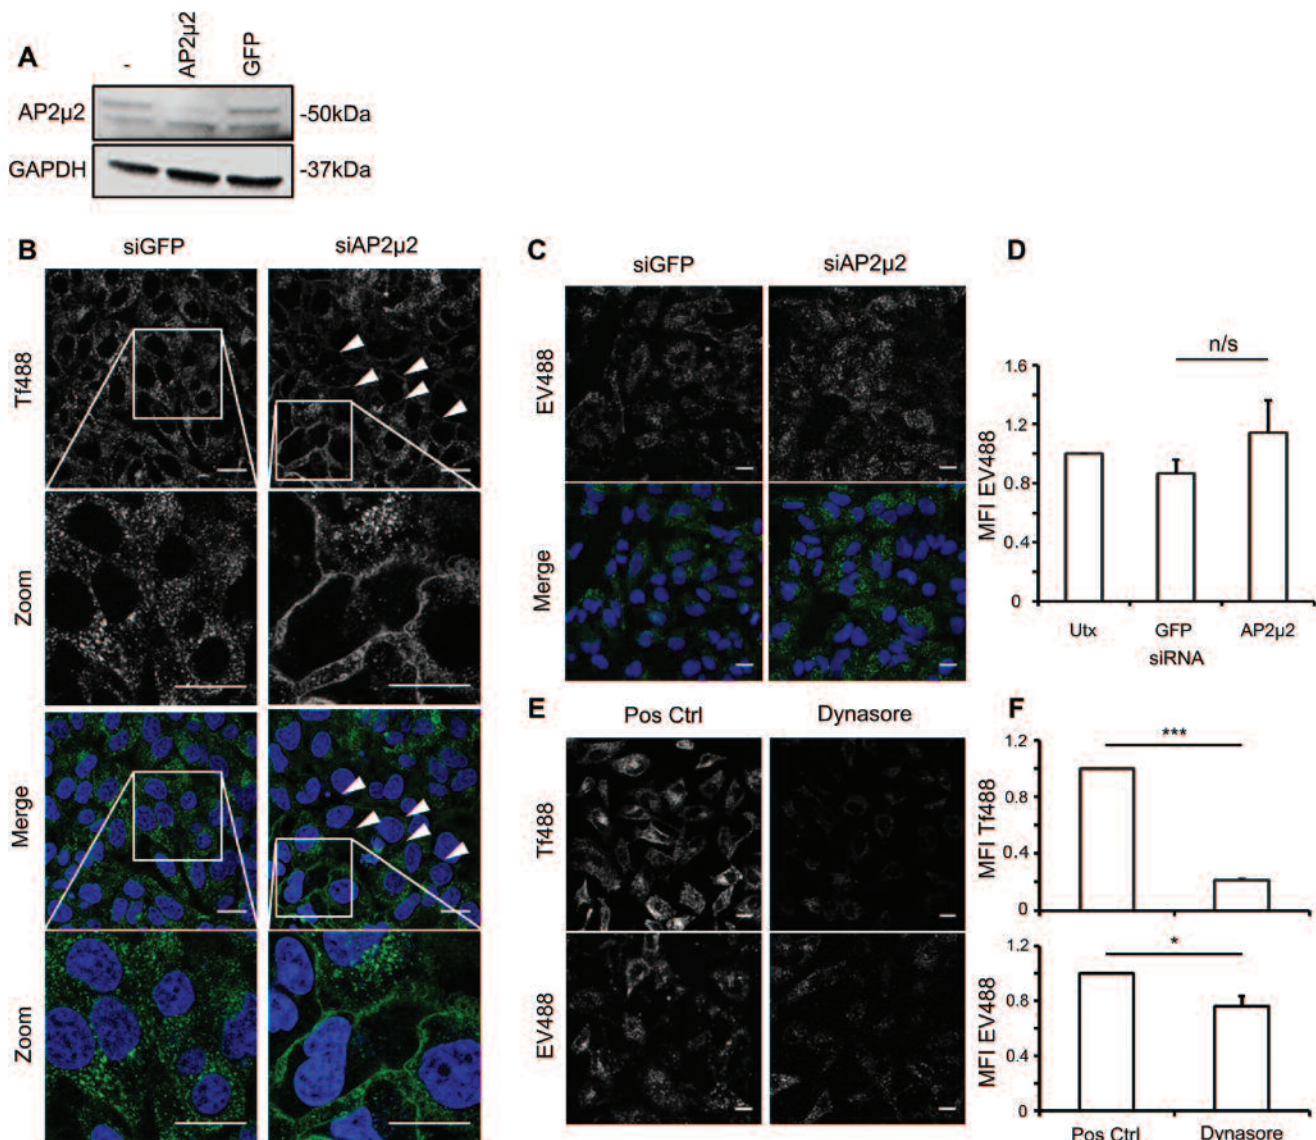 A
-
AP2μ2
GFP
AP2μ2
-50kDa
GAPDH
-37kDa
B
siGFP
siAP2μ2
Tf488
Zoom
Merge
Zoom
C
siGFP
siAP2μ2
EV488
Merge
D
n/s
MFI EV488
1.6
1.2
0.8
0.4
0
Utx
GFP
AP2μ2
siRNA
E
Pos Ctrl
Dynasore
Tf488
EV488
F
***
MFI Tf488
1.2
0.8
0.4
0
*
MFI EV488
1.2
0.8
0.4
0
Pos Ctrl
Dynasore